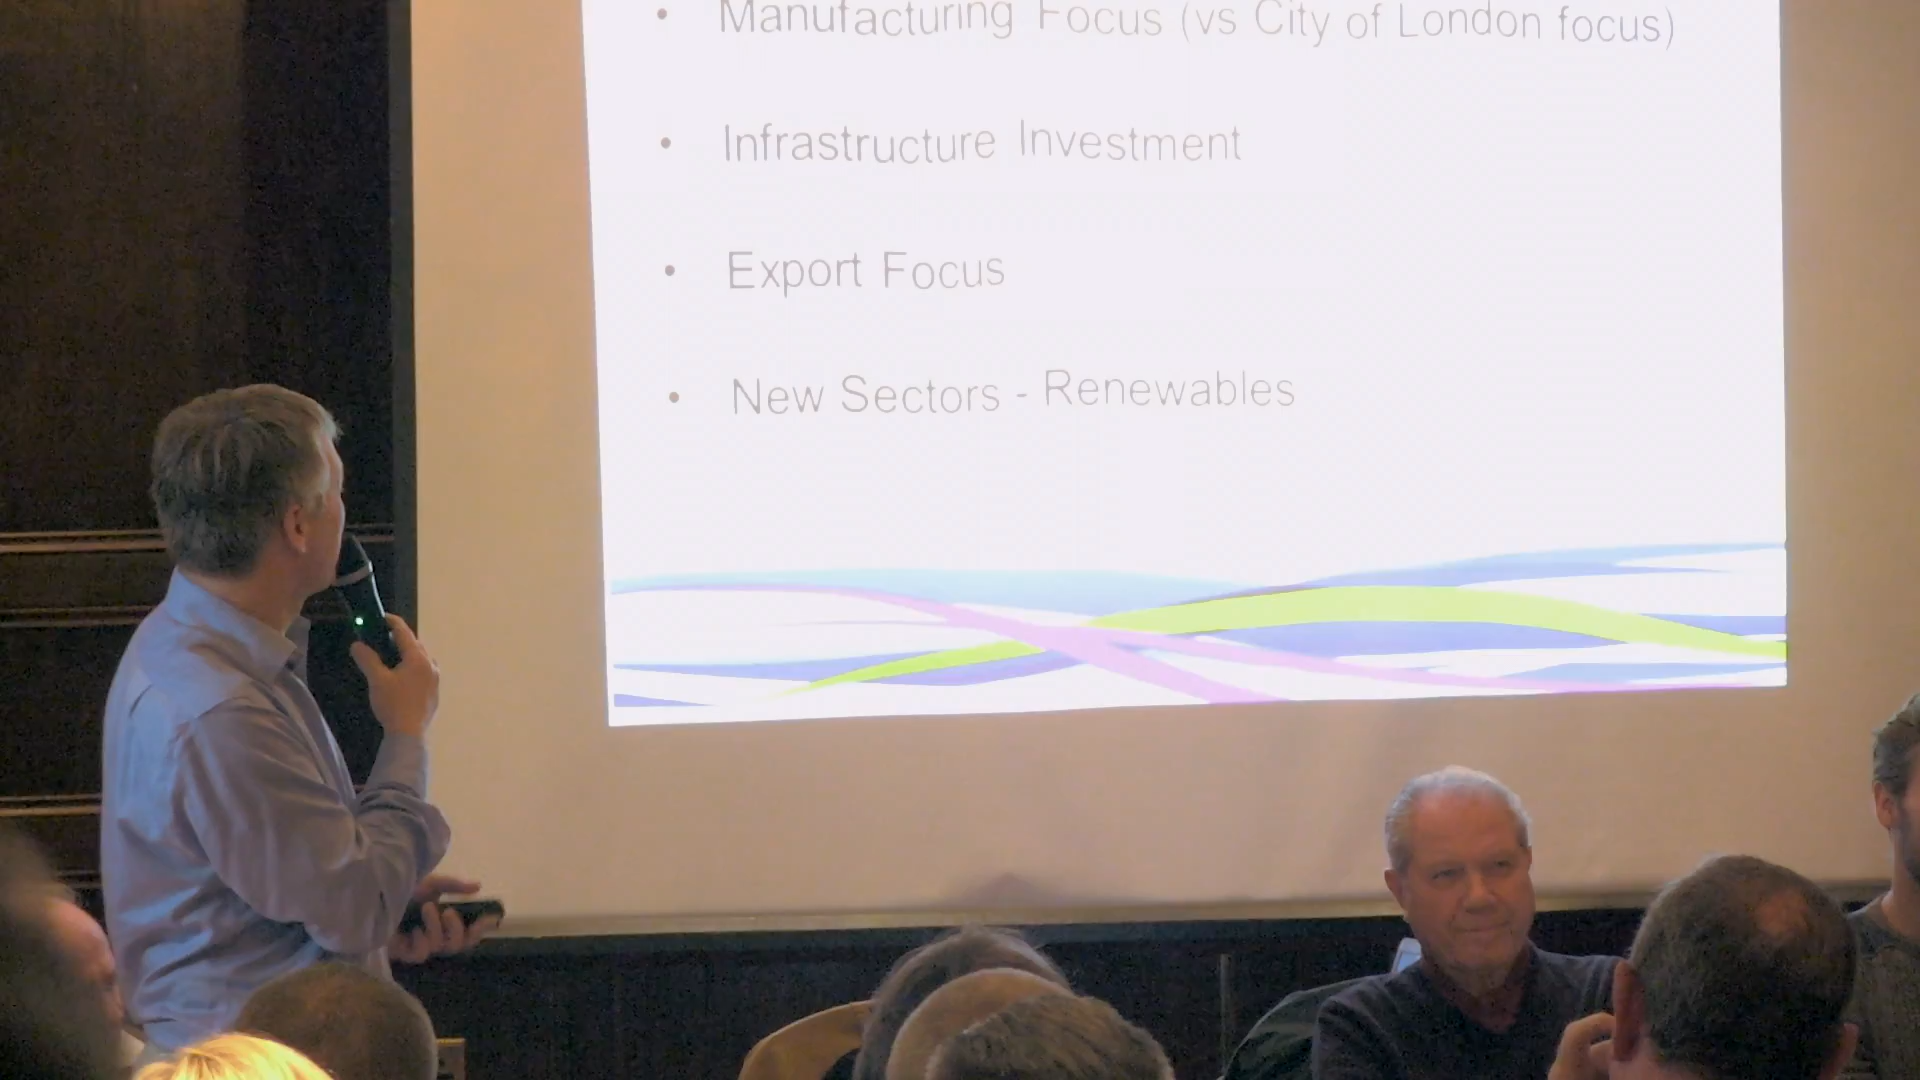 • Manufacturing Focus (vs City of London focus)
• Infrastructure Investment
• Export Focus
• New Sectors - Renewables